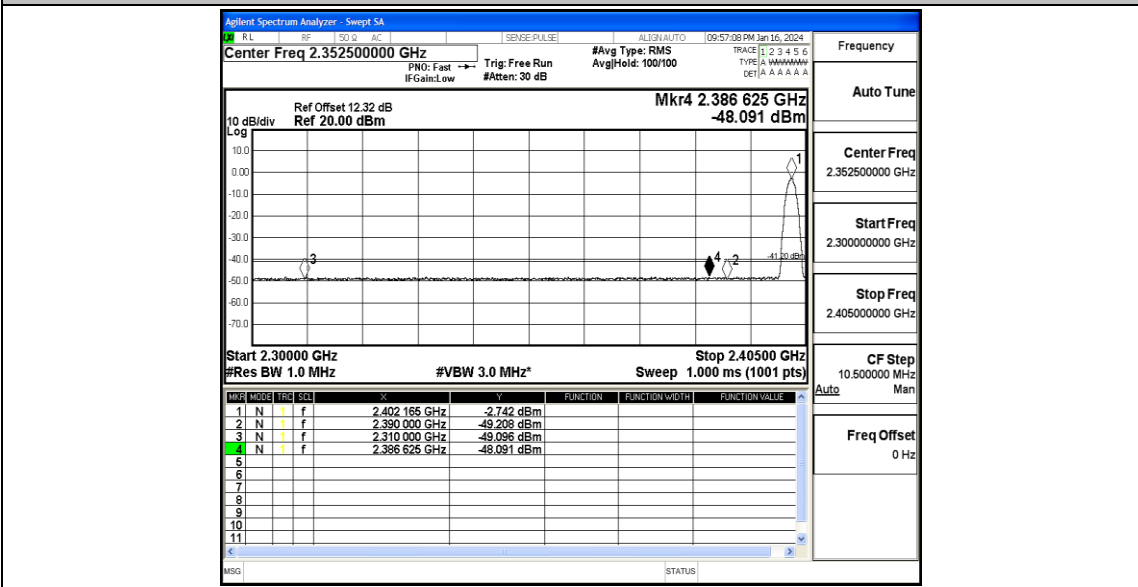 Agilent Spectrum Analyzer - Swept SA
RL RF 50 Ω AC SENSE:PULSE ALIGNAUTO 09:57:08 PM Jan 16, 2024
Center Freq 2.352500000 GHz
PNO: Fast
IFGain:Low
Trig: Free Run
#Atten: 30 dB
#Avg Type: RMS
Avg|Hold: 100/100
TRACE 1 2 3 4 5 6
TYPE A WWWWW
DET A A A A A A
Frequency
Auto Tune
Center Freq
2.352500000 GHz
Start Freq
2.300000000 GHz
Stop Freq
2.405000000 GHz
CF Step
10.500000 MHz
Auto Man
Freq Offset
0 Hz
Mkr4 2.386 625 GHz
-48.091 dBm
Ref Offset 12.32 dB
10 dB/div Ref 20.00 dBm
Log
10.0
0.00
-10.0
-20.0
-30.0
-40.0
-50.0
-60.0
-70.0
1
3
4
2
-41.20 dBm
Start 2.30000 GHz Stop 2.40500 GHz
#Res BW 1.0 MHz #VBW 3.0 MHz* Sweep 1.000 ms (1001 pts)
MKR MODE TRC SCL X Y FUNCTION FUNCTION WIDTH FUNCTION VALUE
1 N 1 f 2.402 165 GHz -2.742 dBm
2 N 1 f 2.390 000 GHz -49.208 dBm
3 N 1 f 2.310 000 GHz -49.096 dBm
4 N 1 f 2.386 625 GHz -48.091 dBm
5
6
7
8
9
10
11
MSG STATUS